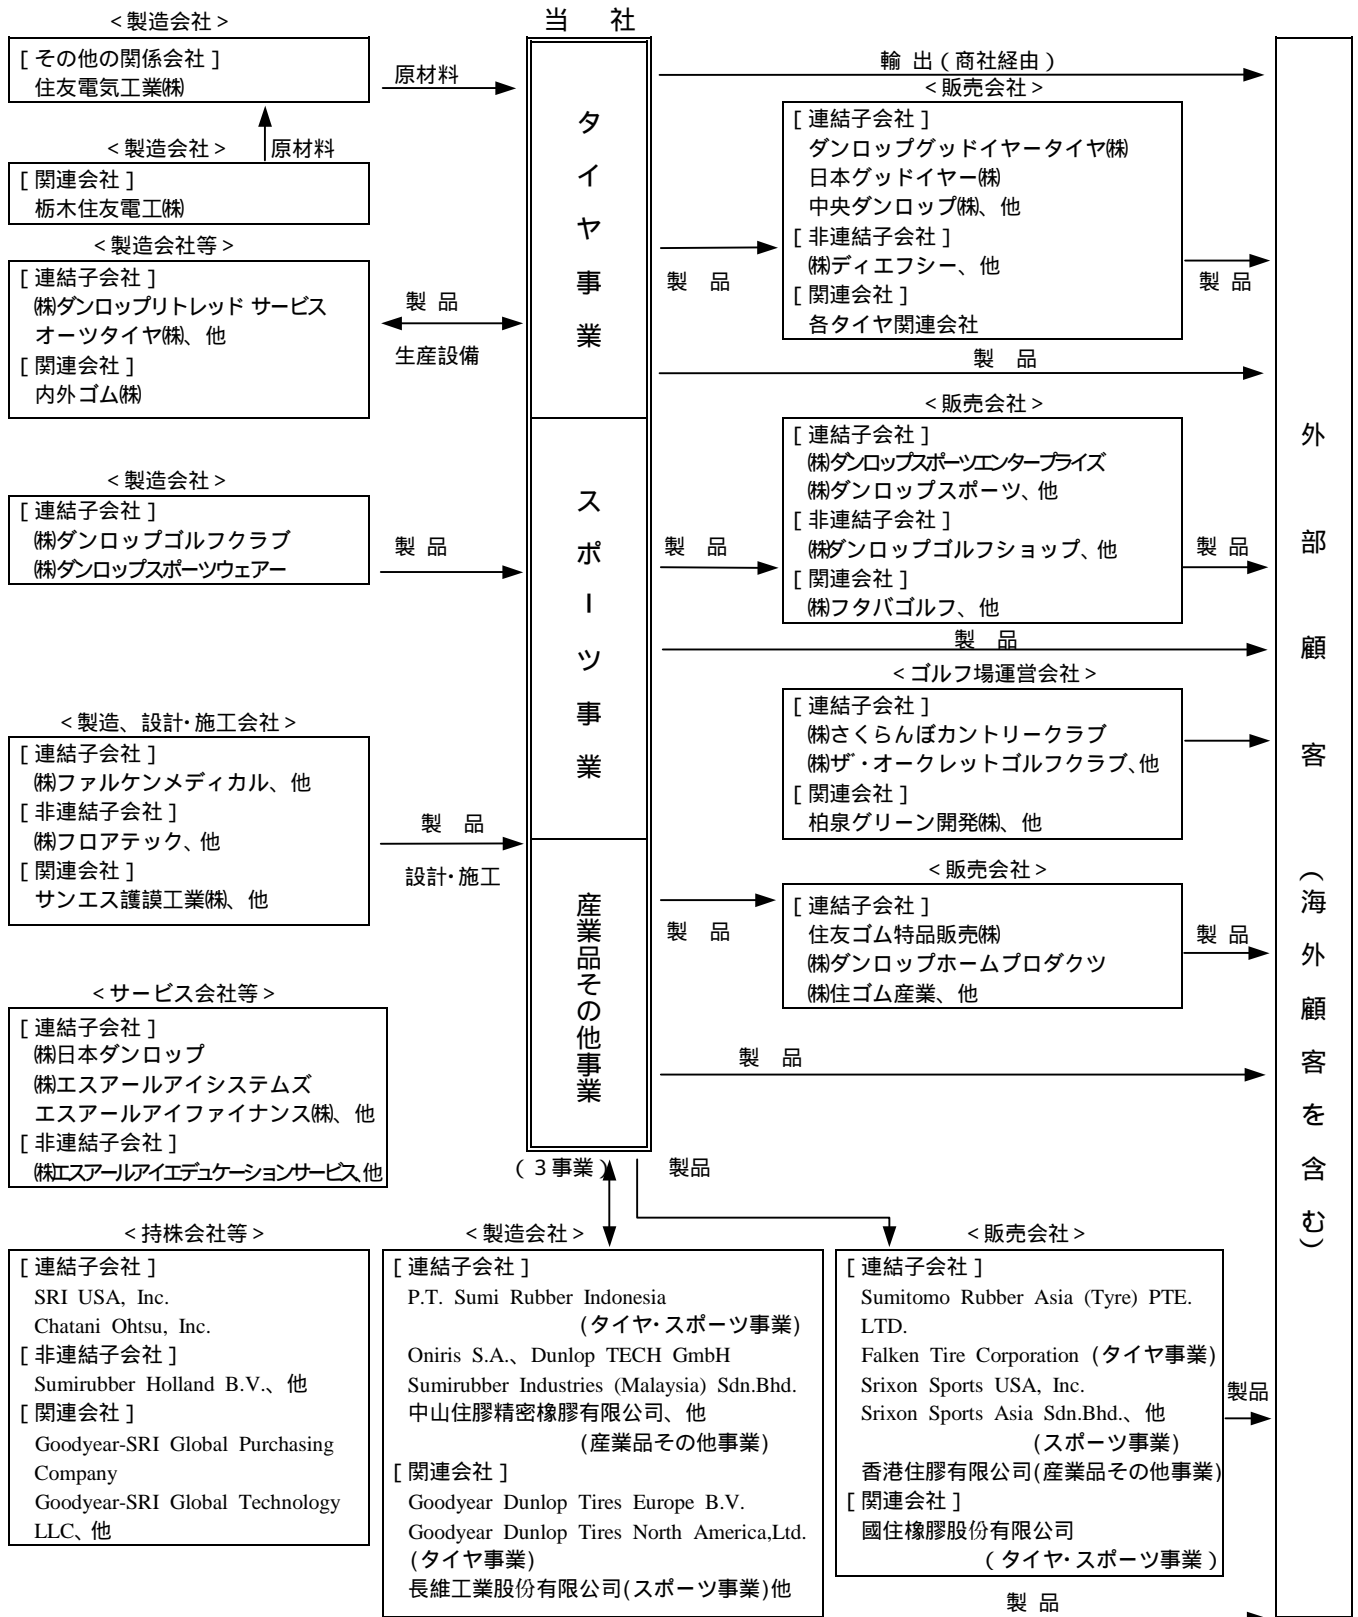 <製造会社>
[その他の関係会社]
住友電気工業㈱
原材料
<製造会社>
原材料
[関連会社]
栃木住友電工㈱
<製造会社等>
[連結子会社]
㈱ダンロップリトレッド サービス
オーツタイヤ㈱、他
[関連会社]
内外ゴム㈱
製 品
生産設備
<製造会社>
[連結子会社]
㈱ダンロップゴルフクラブ
㈱ダンロップスポーツウェアー
製 品
<製造、設計・施工会社>
[連結子会社]
㈱ファルケンメディカル、他
[非連結子会社]
㈱フロアテック、他
[関連会社]
サンエス護謨工業㈱、他
製 品
設計・施工
<サービス会社等>
[連結子会社]
㈱日本ダンロップ
㈱エスアールアイシステムズ
エスアールアイファイナンス㈱、他
[非連結子会社]
㈱エスアールアイエデュケーションサービス、他
当 社
タイヤ事業
スポーツ事業
産業品その他事業
(3事業)
製品
輸 出(商社経由)
<販売会社>
[連結子会社]
ダンロップグッドイヤータイヤ㈱
日本グッドイヤー㈱
中央ダンロップ㈱、他
[非連結子会社]
㈱ディエフシー、他
[関連会社]
各タイヤ関連会社
製 品
製 品
製 品
<販売会社>
[連結子会社]
㈱ダンロップスポーツエンタープライズ
㈱ダンロップスポーツ、他
[非連結子会社]
㈱ダンロップゴルフショップ、他
[関連会社]
㈱フタバゴルフ、他
製 品
製 品
製 品
<ゴルフ場運営会社>
[連結子会社]
㈱さくらんぼカントリークラブ
㈱ザ・オークレットゴルフクラブ、他
[関連会社]
柏泉グリーン開発㈱、他
<販売会社>
[連結子会社]
住友ゴム特品販売㈱
㈱ダンロップホームプロダクツ
㈱住ゴム産業、他
製 品
製 品
製 品
外部顧客(海外顧客を含む)
<持株会社等>
[連結子会社]
SRI USA, Inc.
Chatani Ohtsu, Inc.
[非連結子会社]
Sumirubber Holland B.V.、他
[関連会社]
Goodyear-SRI Global Purchasing
Company
Goodyear-SRI Global Technology
LLC、他
<製造会社>
[連結子会社]
P.T. Sumi Rubber Indonesia
(タイヤ・スポーツ事業)
Oniris S.A.、Dunlop TECH GmbH
Sumirubber Industries (Malaysia) Sdn.Bhd.
中山住膠精密橡膠有限公司、他
(産業品その他事業)
[関連会社]
Goodyear Dunlop Tires Europe B.V.
Goodyear Dunlop Tires North America,Ltd.
(タイヤ事業)
長維工業股份有限公司(スポーツ事業)他
<販売会社>
[連結子会社]
Sumitomo Rubber Asia (Tyre) PTE.
LTD.
Falken Tire Corporation (タイヤ事業)
Srixon Sports USA, Inc.
Srixon Sports Asia Sdn.Bhd.、他
(スポーツ事業)
香港住膠有限公司(産業品その他事業)
[関連会社]
國住橡膠股份有限公司
(タイヤ・スポーツ事業)
製品
製 品